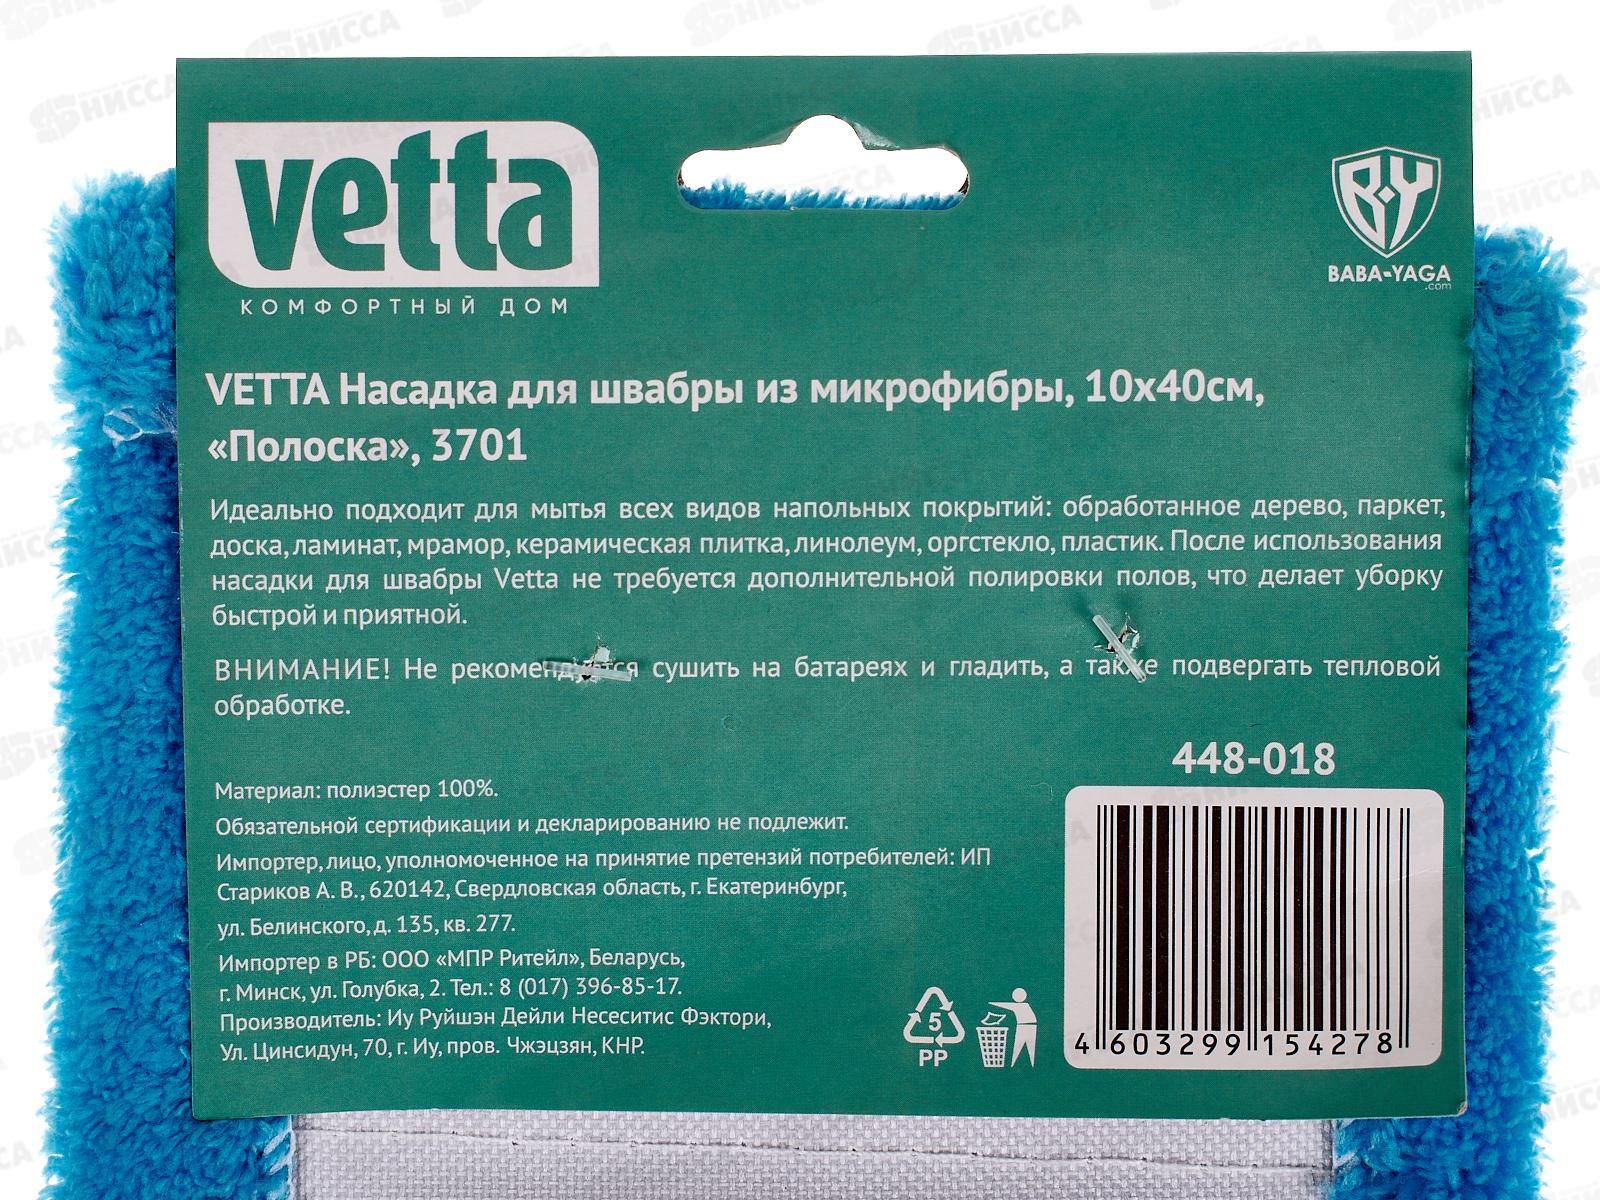 vetta
КОМФОРТНЫЙ ДОМ
BY
BABA-YAGA
.com
VETTA Насадка для швабры из микрофибры, 10х40см,
«Полоска», 3701
Идеально подходит для мытья всех видов напольных покрытий: обработанное дерево, паркет,
доска, ламинат, мрамор, керамическая плитка, линолеум, оргстекло, пластик. После использования
насадки для швабры Vetta не требуется дополнительной полировки полов, что делает уборку
быстрой и приятной.
ВНИМАНИЕ! Не рекомендуется сушить на батареях и гладить, а также подвергать тепловой
обработке.
448-018
Материал: полиэстер 100%.
Обязательной сертификации и декларированию не подлежит.
Импортер, лицо, уполномоченное на принятие претензий потребителей: ИП
Стариков А. В., 620142, Свердловская область, г. Екатеринбург,
ул. Белинского, д. 135, кв. 277.
Импортер в РБ: ООО «МПР Ритейл», Беларусь,
г. Минск, ул. Голубка, 2. Тел.: 8 (017) 396-85-17.
Производитель: Иу Руйшэн Дейли Несеситис Фэктори,
Ул. Цинсидун, 70, г. Иу, пров. Чжэцзян, КНР.
5
PP
4 603299 154278